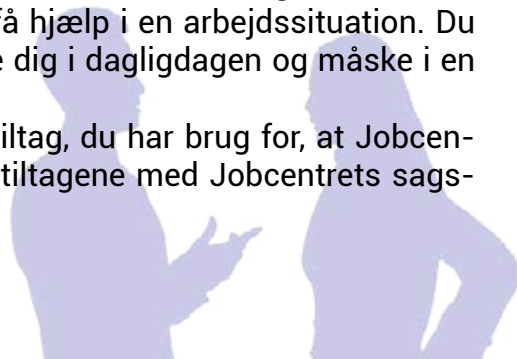 få hjælp i en arbejdssituation. Du
dig i dagligdagen og måske i en
iltag, du har brug for, at Jobcen-
tiltagene med Jobcentrets sags-